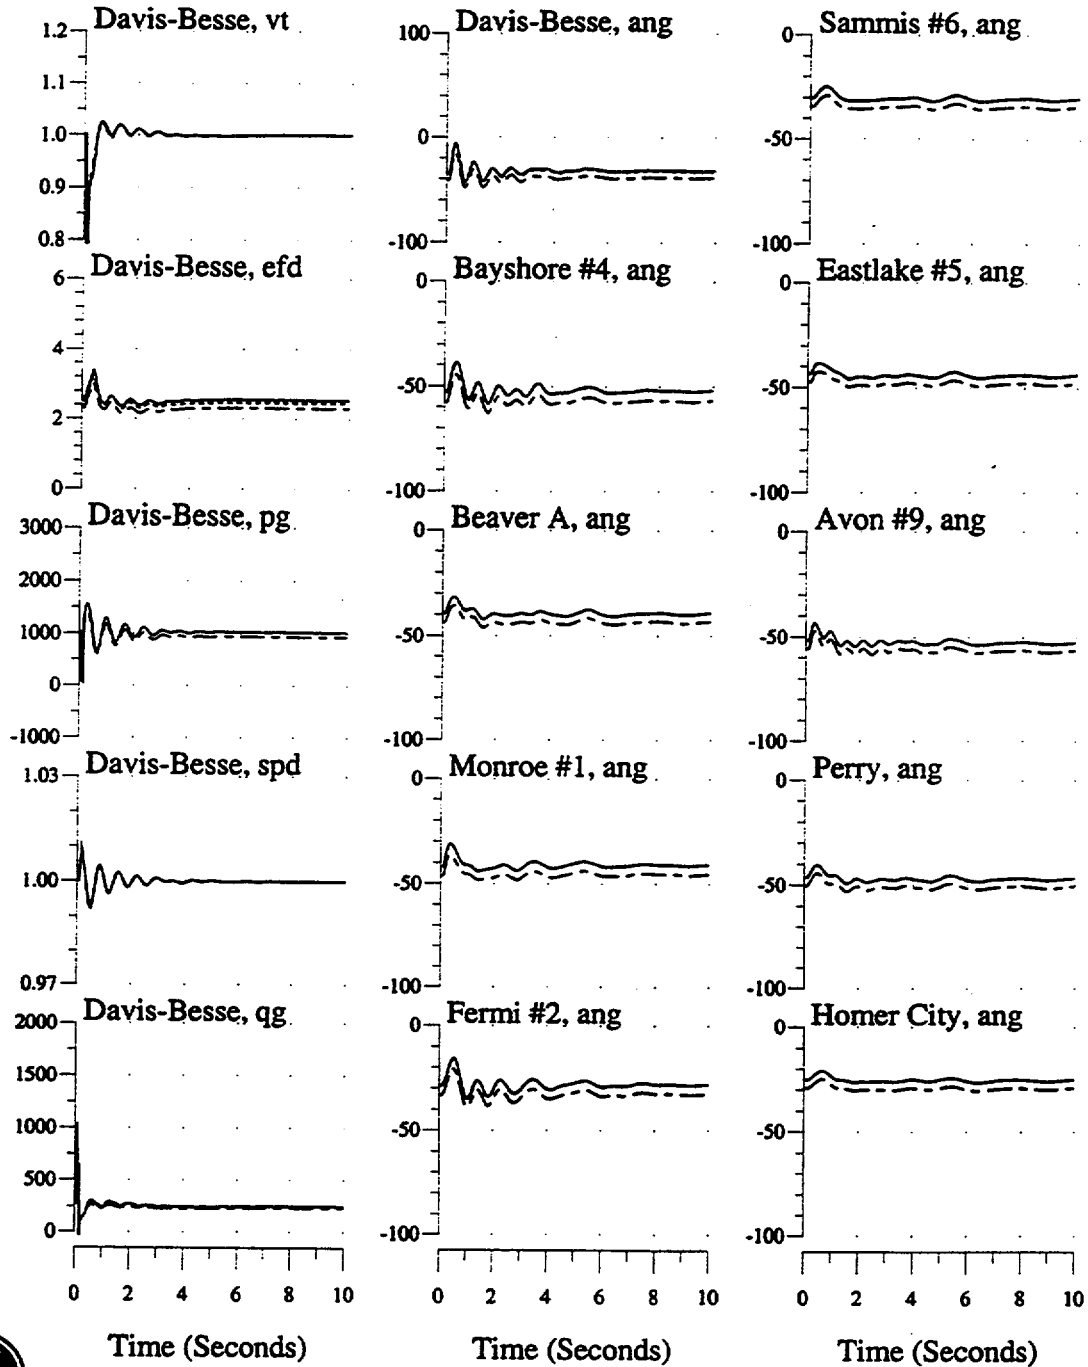 Davis-Besse, vt
1.2
1.1
1.0
0.9
0.8
Davis-Besse, efd
6
4
2
0
Davis-Besse, pg
3000
2000
1000
0
-1000
Davis-Besse, spd
1.03
1.00
0.97
Davis-Besse, qg
2000
1500
1000
500
0
0 2 4 6 8 10
Time (Seconds)
Davis-Besse, ang
100
0
-100
Bayshore #4, ang
0
-50
-100
Beaver A, ang
0
-50
-100
Monroe #1, ang
0
-50
-100
Fermi #2, ang
0
-50
-100
0 2 4 6 8 10
Time (Seconds)
Sammis #6, ang
0
-50
-100
Eastlake #5, ang
0
-50
-100
Avon #9, ang
0
-50
-100
Perry, ang
0
-50
-100
Homer City, ang
0
-50
-100
0 2 4 6 8 10
Time (Seconds)